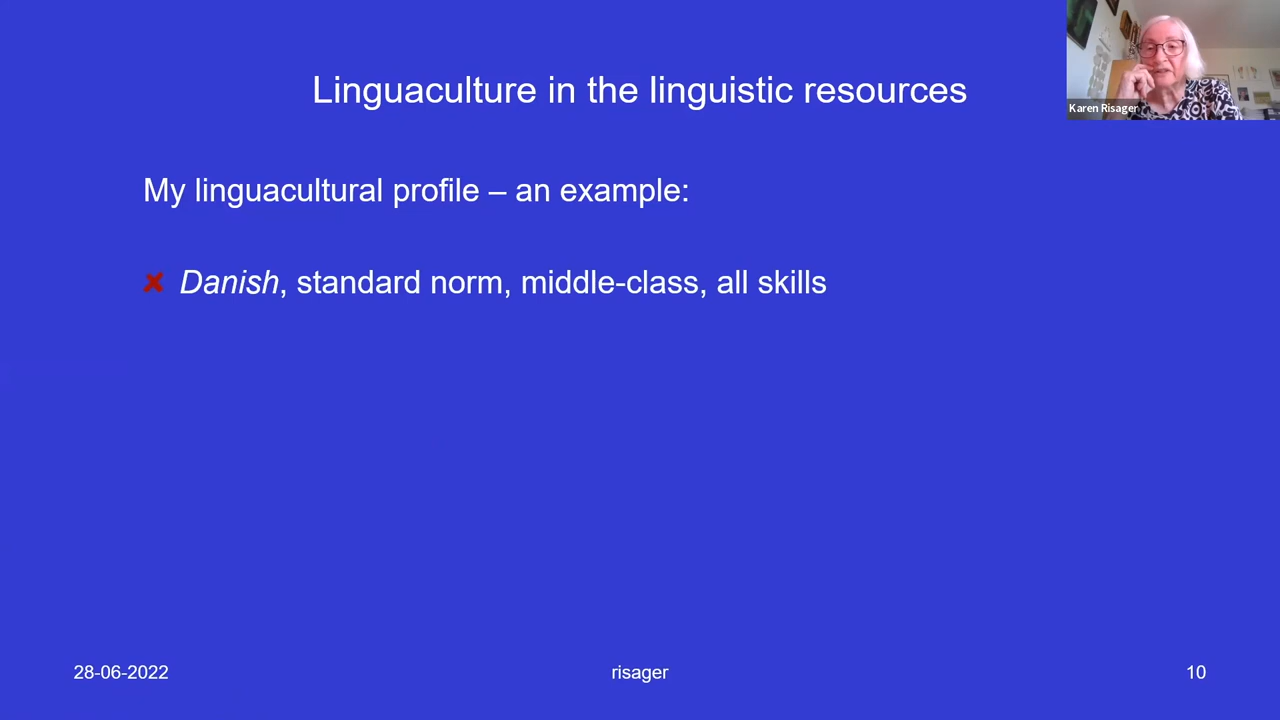 Linguaculture in the linguistic resources
Karen Risager
My linguacultural profile – an example:
Danish, standard norm, middle-class, all skills
28-06-2022
risager
10